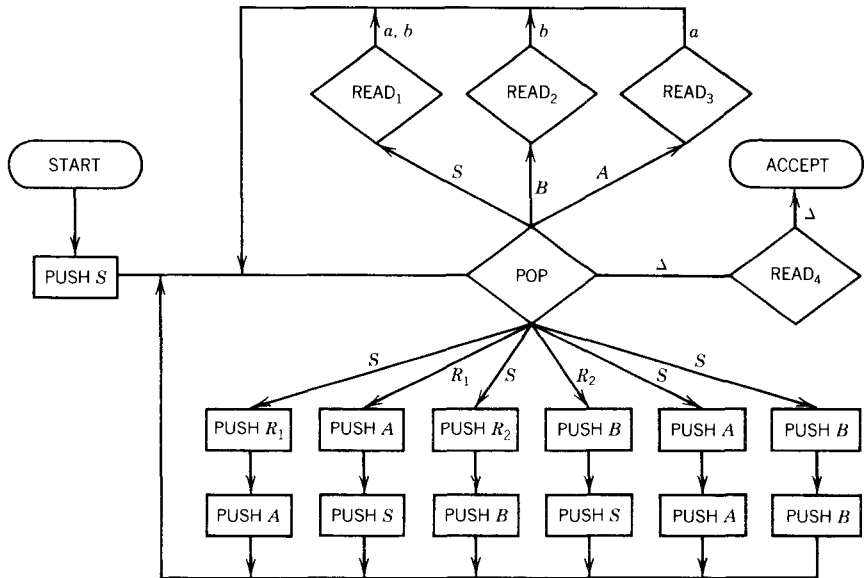 a, b b a
READ₁ READ₂ READ₃
START
ACCEPT
S B A
Δ
PUSH S
POP
Δ
READ₄
S R₁ S R₂ S S
PUSH R₁ PUSH A PUSH R₂ PUSH B PUSH A PUSH B
PUSH A PUSH S PUSH B PUSH S PUSH A PUSH B